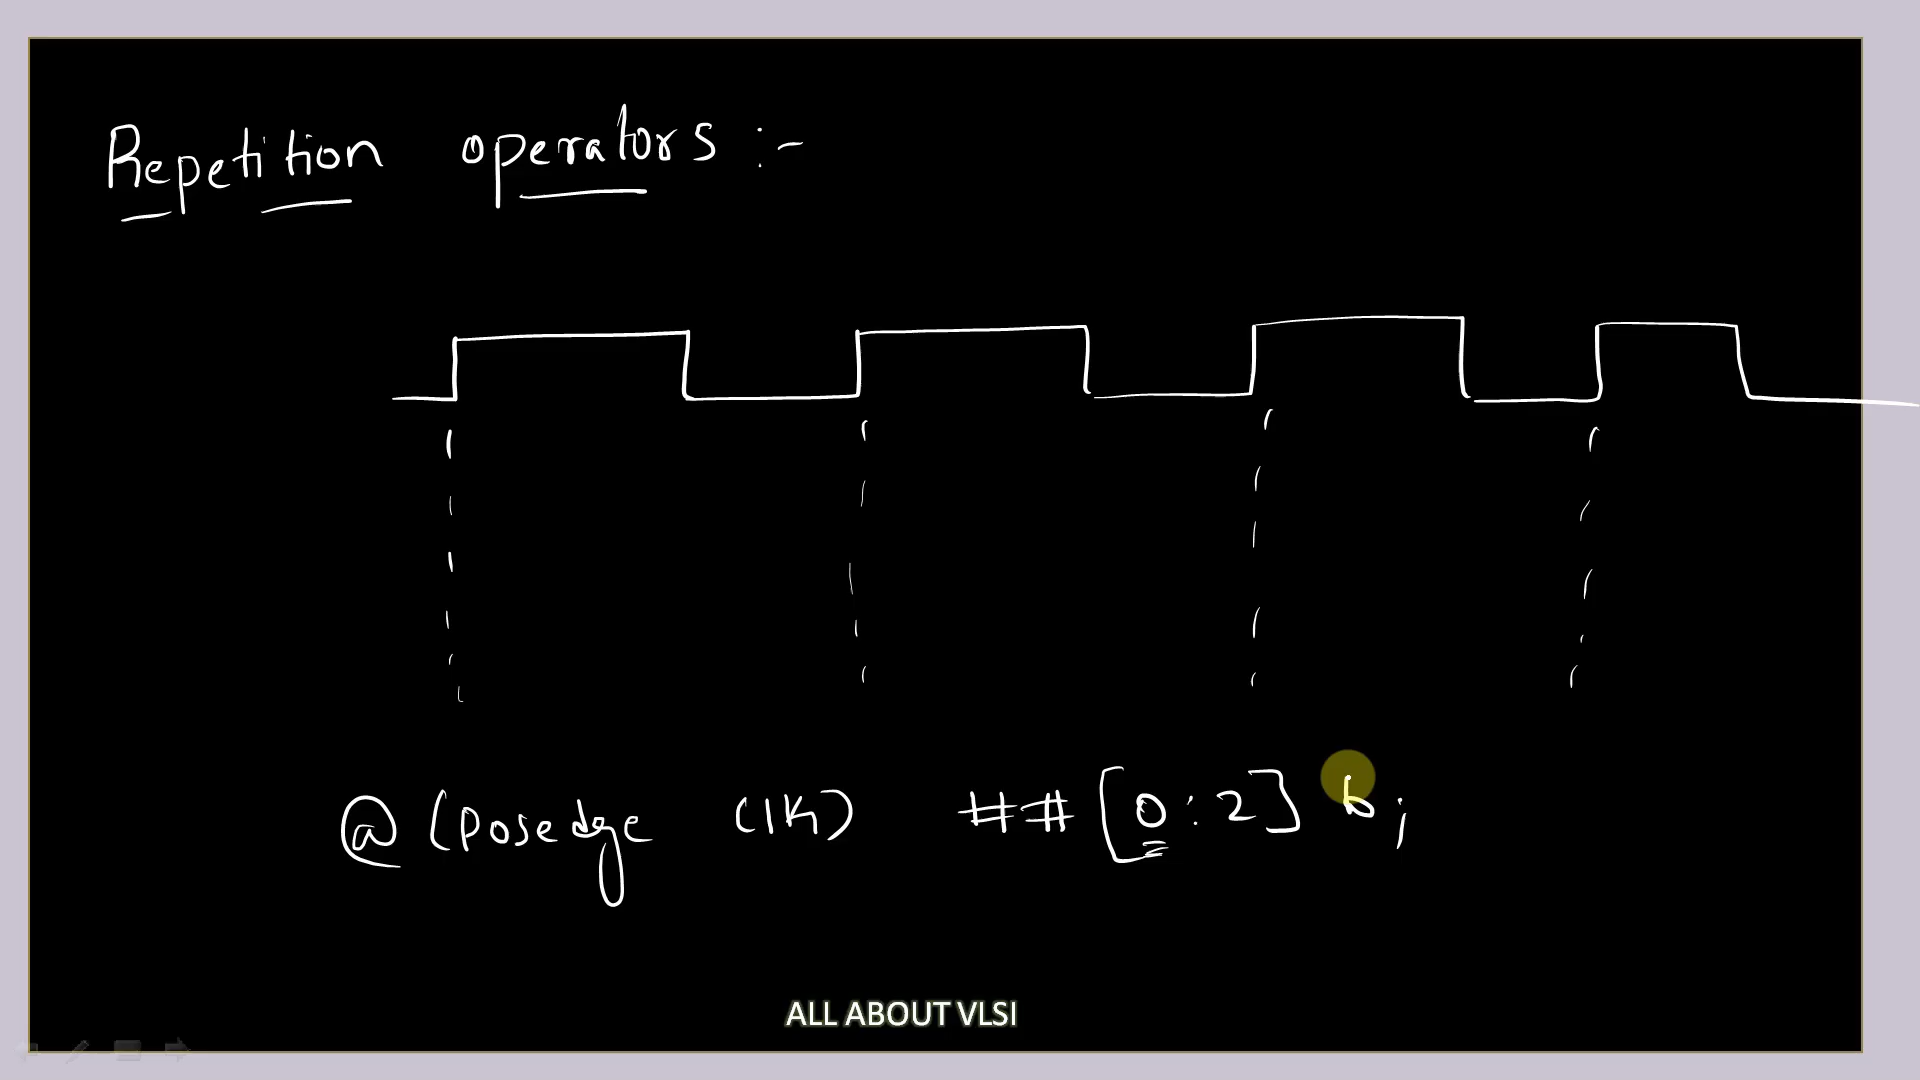 Repetition operators :-
@(posedge clk) ##[0:2] b;
ALL ABOUT VLSI